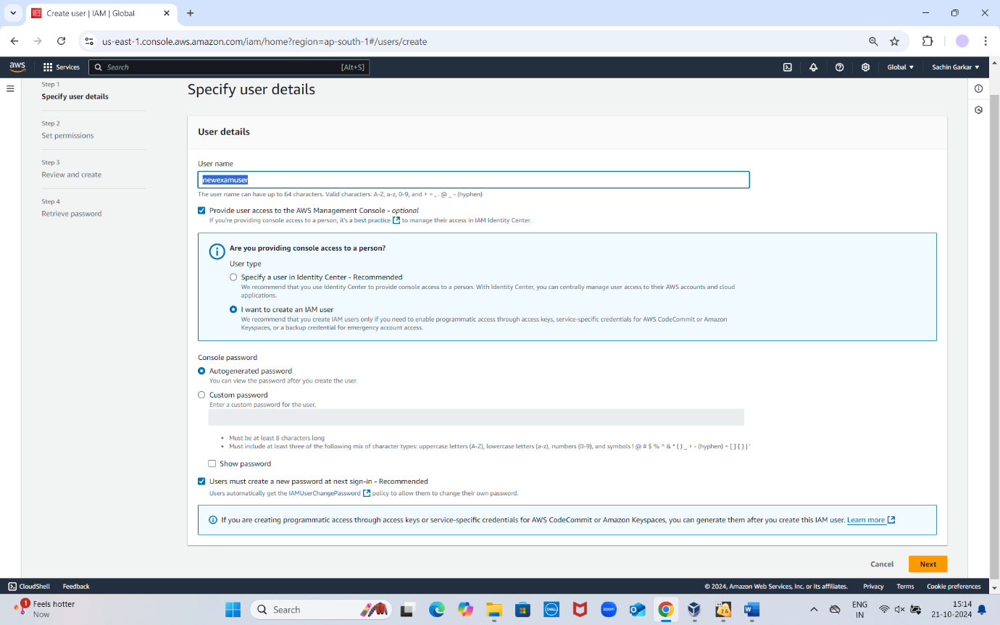 Create user | IAM | Global
us-east-1.console.aws.amazon.com/iam/home?region=ap-south-1#/users/create
aws
Services
Search
[Alt+S]
Global
Sachin Garkar
Step 1
Specify user details
Step 2
Set permissions
Step 3
Review and create
Step 4
Retrieve password
Specify user details
User details
User name
newexamuser
The user name can have up to 64 characters. Valid characters: A-Z, a-z, 0-9, and + = , . @ _ - (hyphen)
Provide user access to the AWS Management Console - optional
If you're providing console access to a person, it's a best practice to manage their access in IAM Identity Center.
Are you providing console access to a person?
User type
Specify a user in Identity Center - Recommended
We recommend that you use Identity Center to provide console access to a person. With Identity Center, you can centrally manage user access to their AWS accounts and cloud
applications.
I want to create an IAM user
We recommend that you create IAM users only if you need to enable programmatic access through access keys, service-specific credentials for AWS CodeCommit or Amazon
Keyspaces, or a backup credential for emergency account access.
Console password
Autogenerated password
You can view the password after you create the user.
Custom password
Enter a custom password for the user.
• Must be at least 8 characters long
• Must include at least three of the following mix of character types: uppercase letters (A-Z), lowercase letters (a-z), numbers (0-9), and symbols ! @ # $ % ^ & * ( ) _ + - (hyphen) = [ ] { } | '
Show password
Users must create a new password at next sign-in - Recommended
Users automatically get the IAMUserChangePassword policy to allow them to change their own password.
If you are creating programmatic access through access keys or service-specific credentials for AWS CodeCommit or Amazon Keyspaces, you can generate them after you create this IAM user. Learn more
Cancel
Next
CloudShell
Feedback
© 2024, Amazon Web Services, Inc. or its affiliates.
Privacy
Terms
Cookie preferences
1
Feels hotter
Now
Search
DELL
zoom
2.6
W
ENG
IN
15:14
21-10-2024